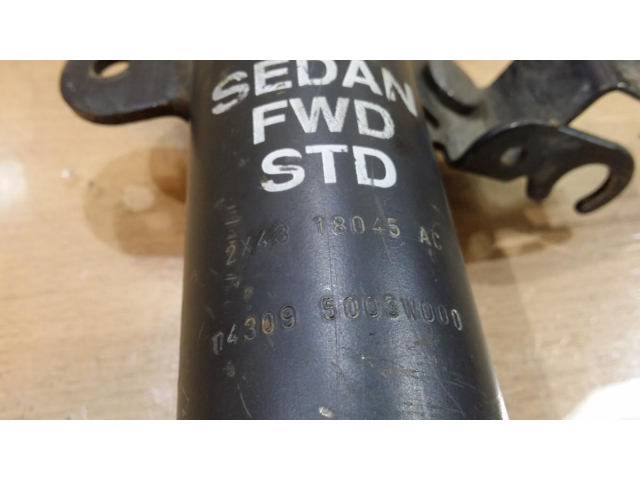 SEDAN
FWD
STD
2X43 18045 AC
04309 5003W000